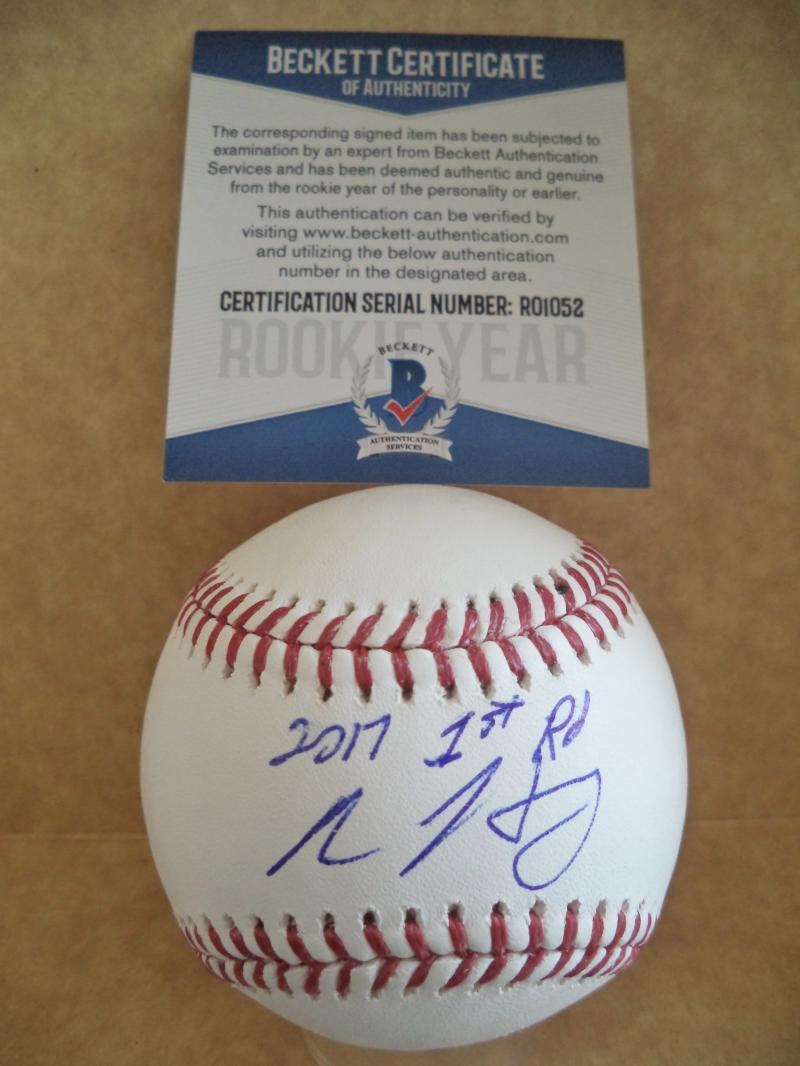 BECKETT CERTIFICATE
OF AUTHENTICITY
The corresponding signed item has been subjected to
examination by an expert from Beckett Authentication
Services and has been deemed authentic and genuine
from the rookie year of the personality or earlier.
This authentication can be verified by
visiting www.beckett-authentication.com
and utilizing the below authentication
number in the designated area.
CERTIFICATION SERIAL NUMBER: R01052
ROOKIE YEAR
BECKETT
B
AUTHENTICATION
SERVICES
2017 1st Rd